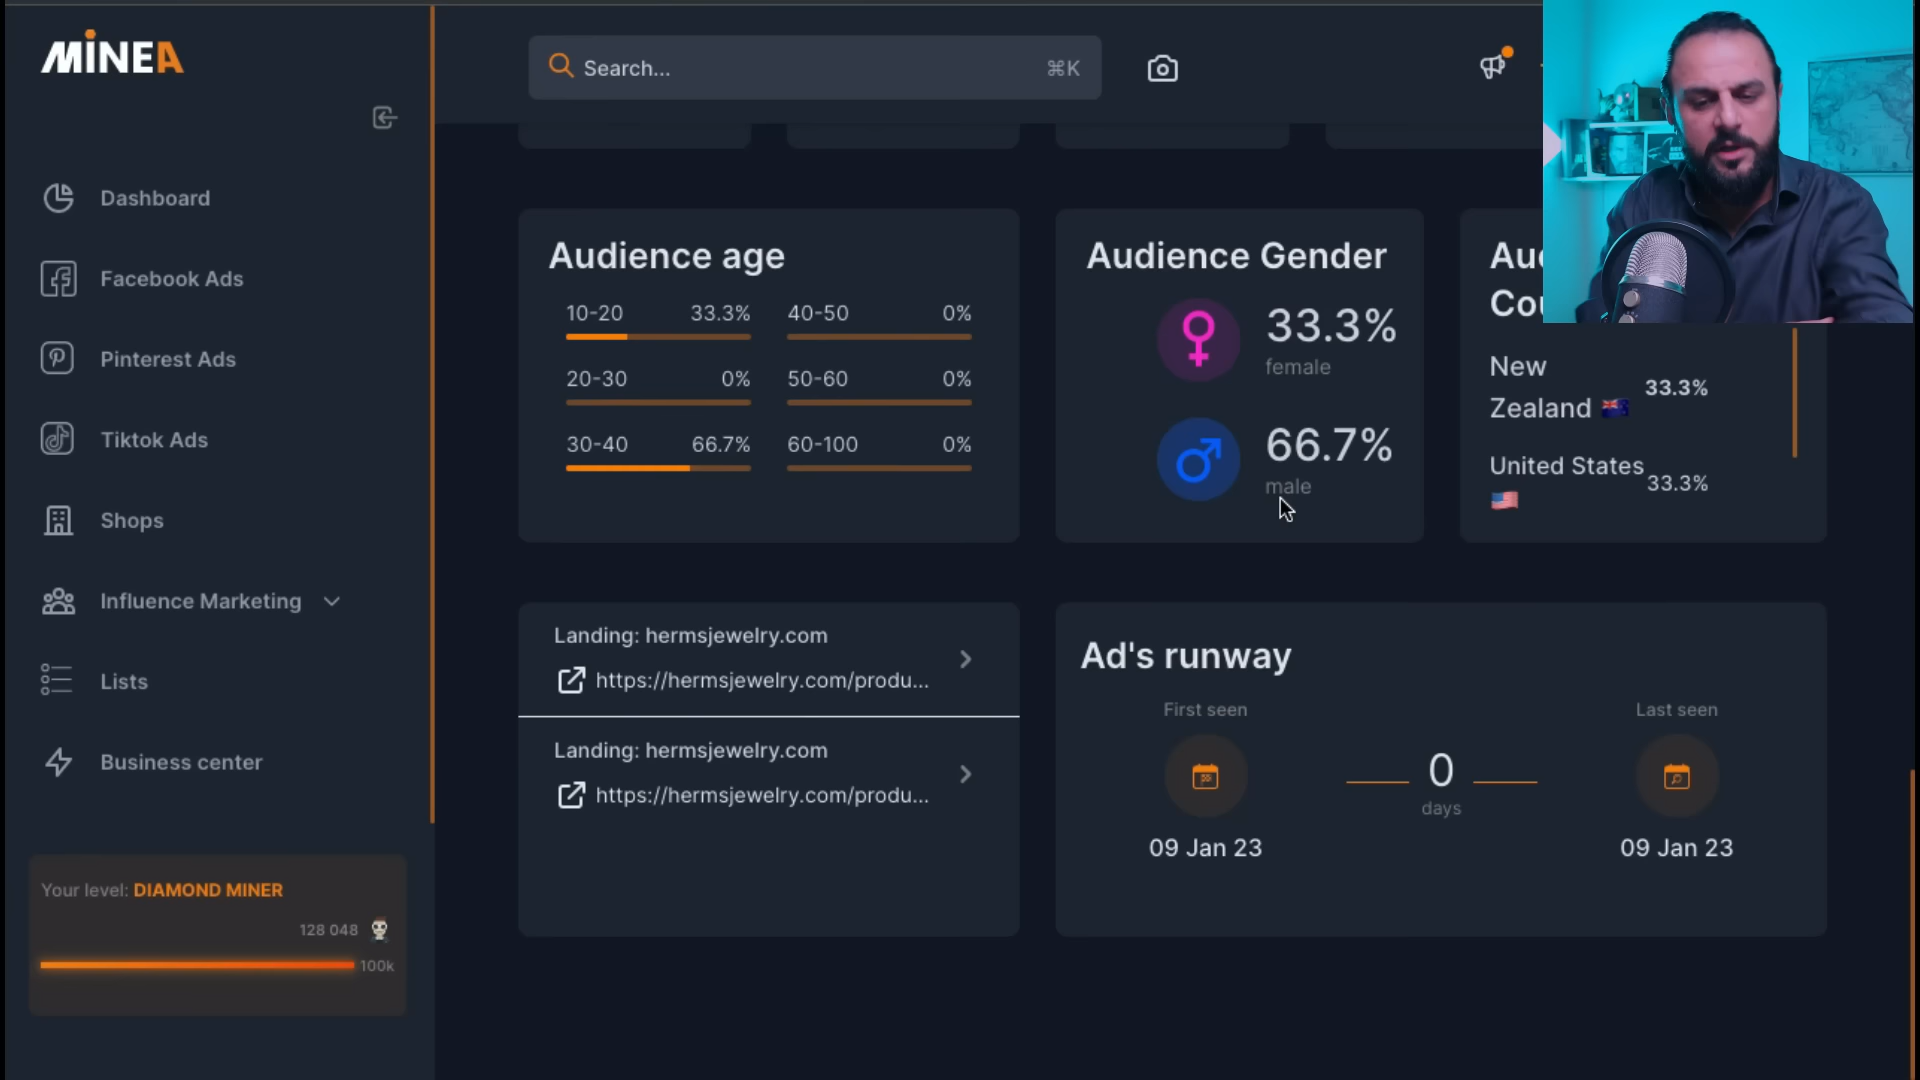 MINEA
Search...
⌘K
Dashboard
Facebook Ads
Pinterest Ads
Tiktok Ads
Shops
Influence Marketing
Lists
Business center
Your level: DIAMOND MINER
128 048
100k
Audience age
10-20 33.3%
40-50 0%
20-30 0%
50-60 0%
30-40 66.7%
60-100 0%
Audience Gender
33.3%
female
66.7%
male
New
Zealand 33.3%
United States 33.3%
Landing: hermsjewelry.com
https://hermsjewelry.com/produ...
Landing: hermsjewelry.com
https://hermsjewelry.com/produ...
Ad's runway
First seen
Last seen
0
days
09 Jan 23
09 Jan 23